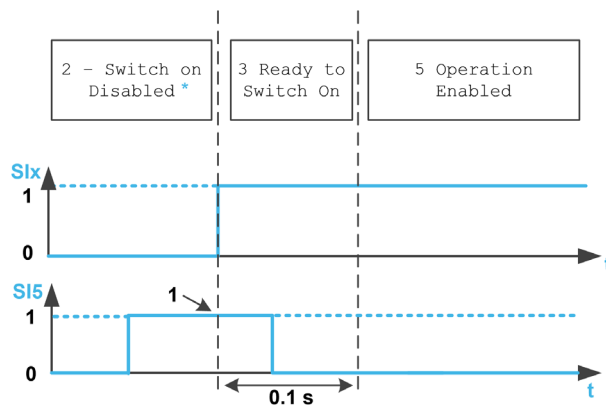 2 – Switch on
Disabled *
3 Ready to
Switch On
5 Operation
Enabled
SIx
1
0
t
SI5
1
1
0
0.1 s
t